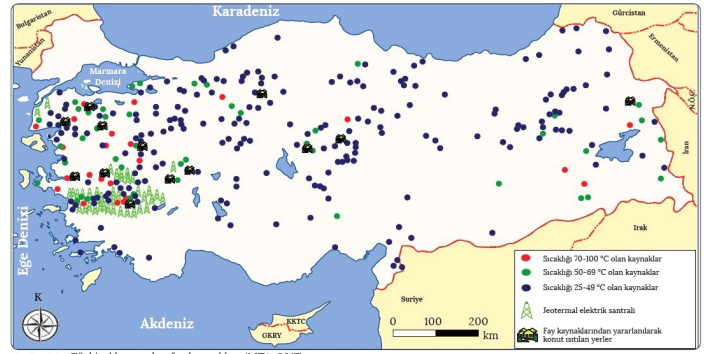 Karadeniz
Bulgaristan
Yunanistan
Gürcistan
Ermenistan
Marmara
Denizi
İran
Ege Denizi
Irak
Suriye
K
Akdeniz
KKTC
GKRY
0 100 200
km
Sıcaklığı 70-100 °C olan kaynaklar
Sıcaklığı 50-69 °C olan kaynaklar
Sıcaklığı 25-49 °C olan kaynaklar
Jeotermal elektrik santrali
Fay kaynaklarından yararlanılarak
konut ısıtılan yerler